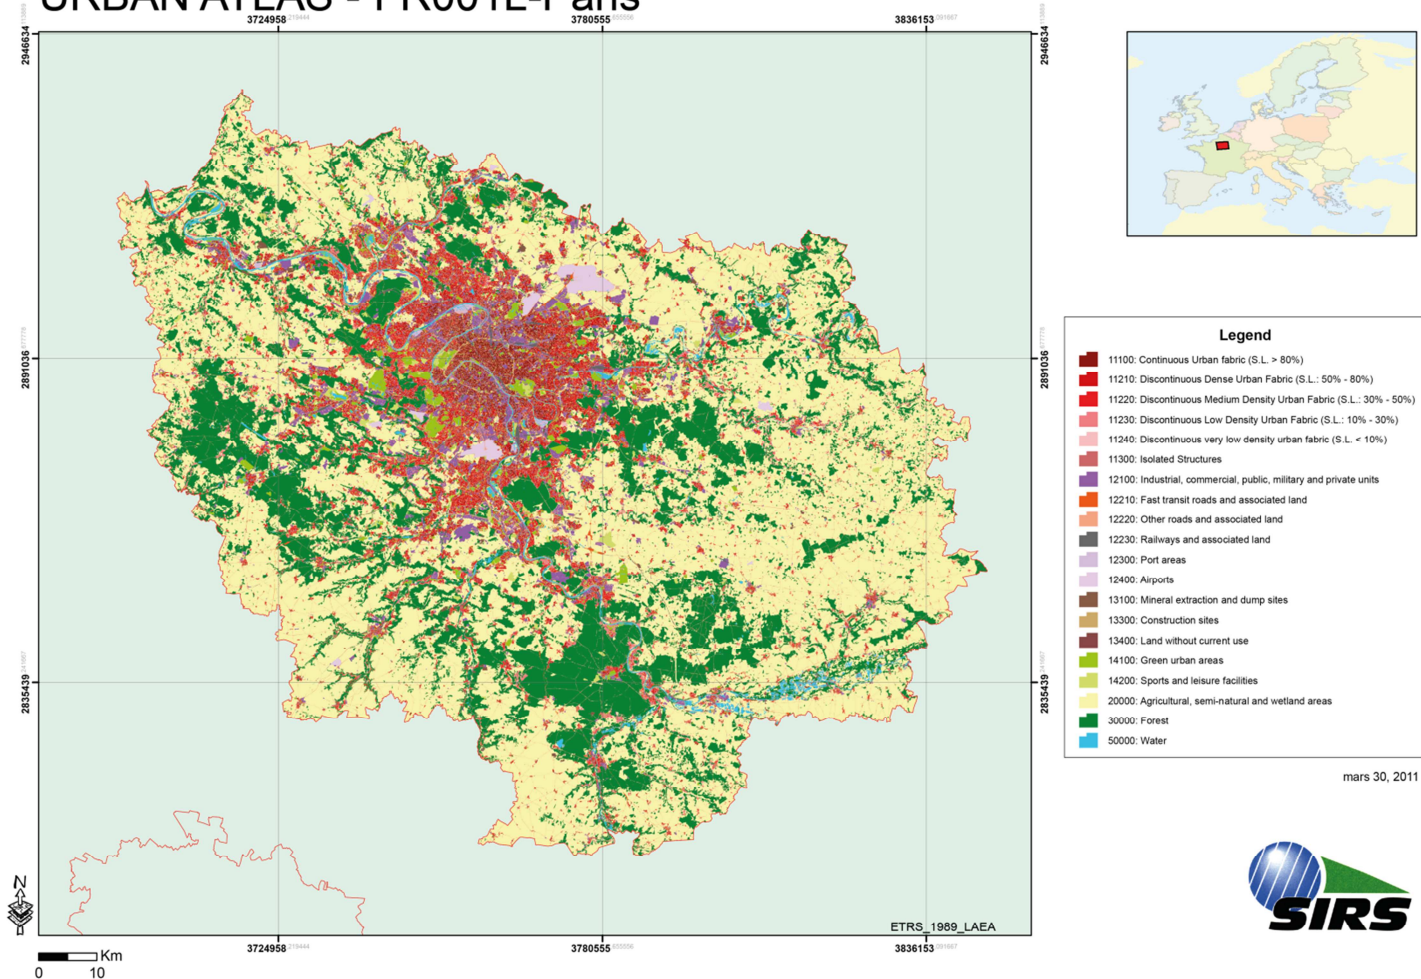 URBAN ATLAS - FR001L-Paris
3724958
3780555
3836153
2946634
2946634
2891036
2891036
2835439
2835439
Legend
11100: Continuous Urban fabric (S.L. > 80%)
11210: Discontinuous Dense Urban Fabric (S.L.: 50% - 80%)
11220: Discontinuous Medium Density Urban Fabric (S.L.: 30% - 50%)
11230: Discontinuous Low Density Urban Fabric (S.L.: 10% - 30%)
11240: Discontinuous very low density urban fabric (S.L. < 10%)
11300: Isolated Structures
12100: Industrial, commercial, public, military and private units
12210: Fast transit roads and associated land
12220: Other roads and associated land
12230: Railways and associated land
12300: Port areas
12400: Airports
13100: Mineral extraction and dump sites
13300: Construction sites
13400: Land without current use
14100: Green urban areas
14200: Sports and leisure facilities
20000: Agricultural, semi-natural and wetland areas
30000: Forest
50000: Water
mars 30, 2011
SIRS
N
ETRS_1989_LAEA
3724958
3780555
3836153
Km
0 10